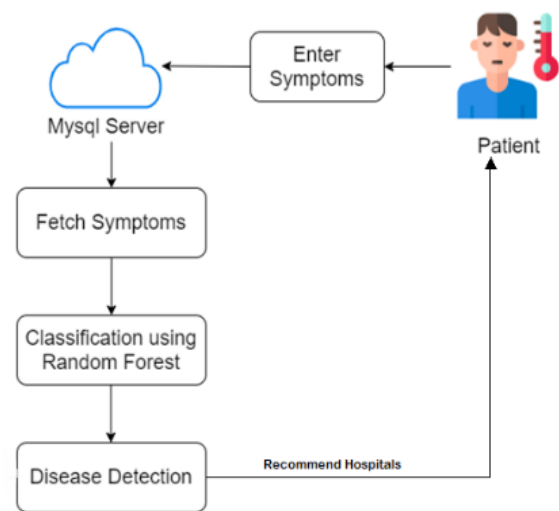 Enter
Symptoms
Mysql Server
Patient
Fetch Symptoms
Classification using
Random Forest
Disease Detection
Recommend Hospitals